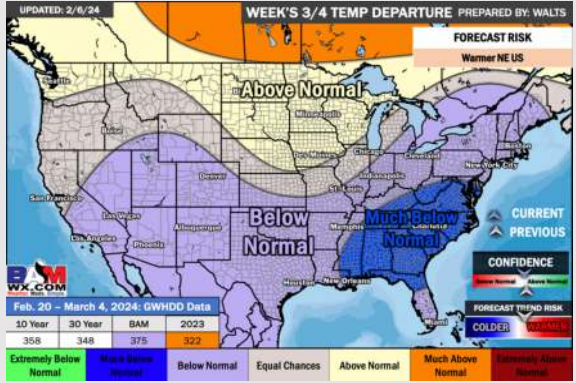 UPDATED: 2/6/24
WEEK'S 3/4 TEMP DEPARTURE
PREPARED BY: WALTS
FORECAST RISK
Warmer NE US
Seattle
Above Normal
Minneapolis
Boise
Des Moines
Chicago
Boston
Cleveland
New York City
Indianapolis
Denver
St. Louis
San Francisco
Las Vegas
Below
Normal
Much Below
Normal
Charlotte
CURRENT
PREVIOUS
Albuquerque
Memphis
Los Angeles
Phoenix
CONFIDENCE
Below Normal
Above Normal
BAM
WX.COM
Houston
New Orleans
Miami
Feb. 20 – March 4, 2024: GWHDD Data
FORECAST TREND RISK
COLDER
WARMER
10 Year 30 Year BAM 2023
358 348 375 322
Extremely Below
Normal
Much Below
Normal
Below Normal
Equal Chances
Above Normal
Much Above
Normal
Extremely Above
Normal